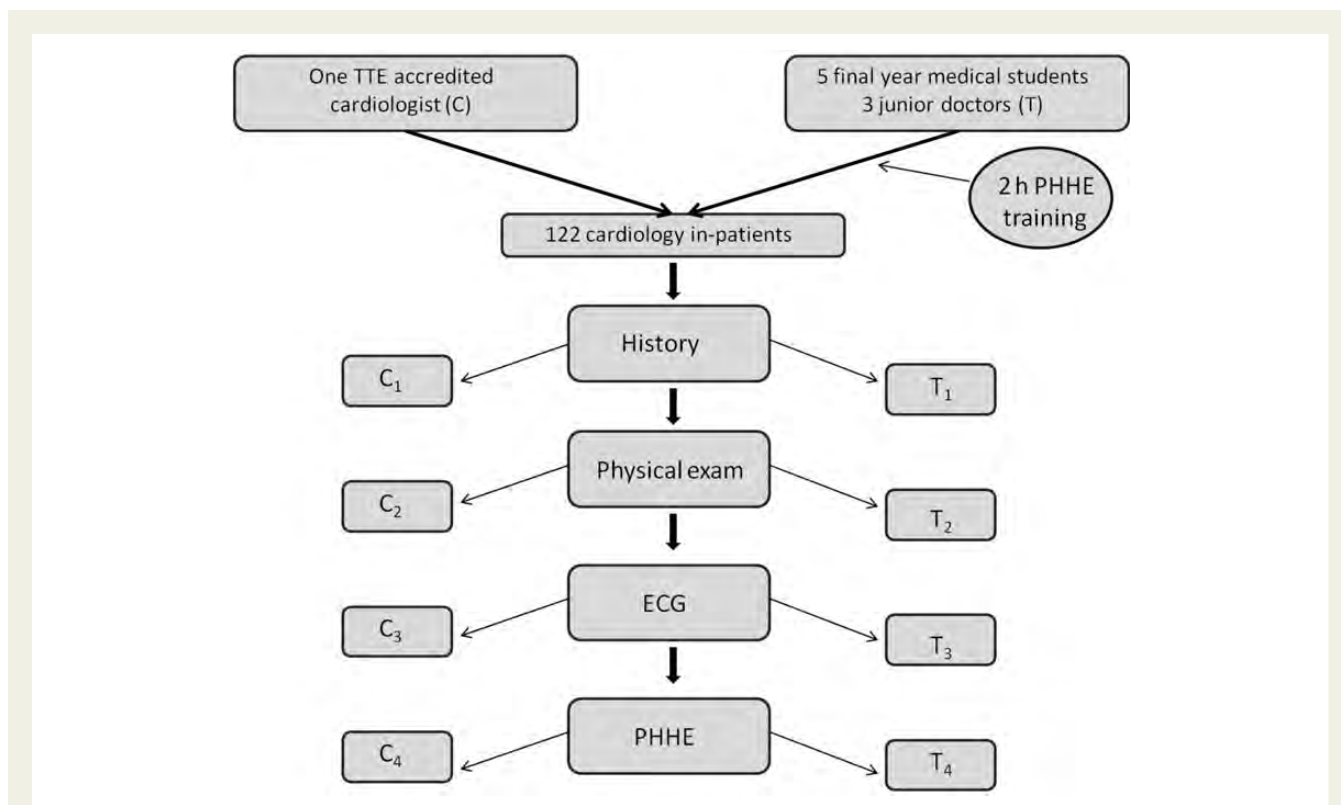 One TTE accredited
cardiologist (C)
5 final year medical students
3 junior doctors (T)
2 h PHHE
training
122 cardiology in-patients
History
C₁
T₁
Physical exam
C₂
T₂
ECG
C₃
T₃
PHHE
C₄
T₄